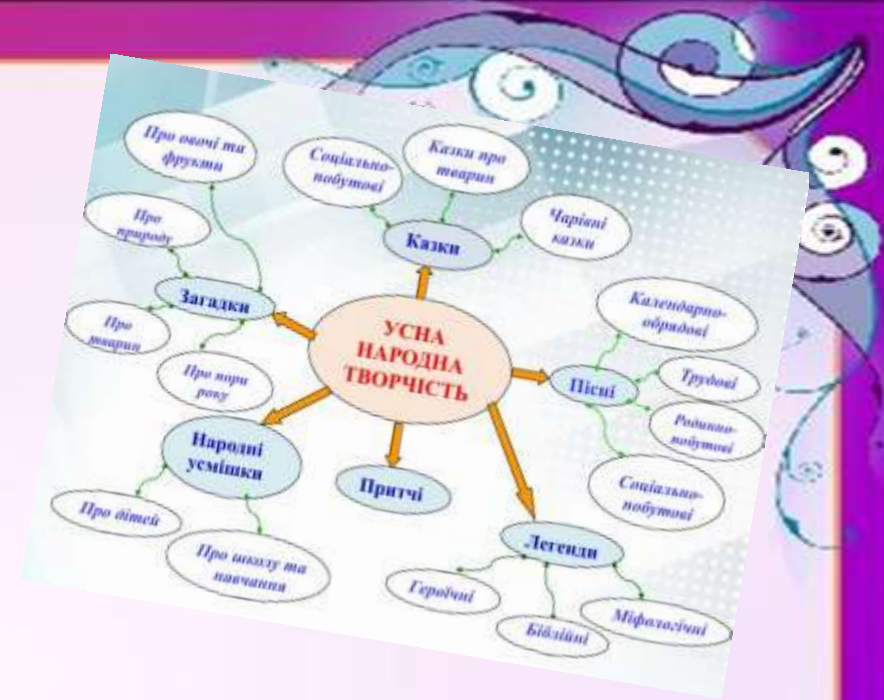 Про овочі та
фрукти
Соціально-
побутові
Казки про
тварин
Чарівні
казки
Казки
Про
природу
Загадки
Про
тварин
Про пори
року
УСНА
НАРОДНА
ТВОРЧІСТЬ
Календарно-
обрядові
Пісні
Трудові
Родинно-
побутові
Соціально-
побутові
Народні
усмішки
Притчі
Про дітей
Про школу та
навчання
Легенди
Героїчні
Біблійні
Міфологічні